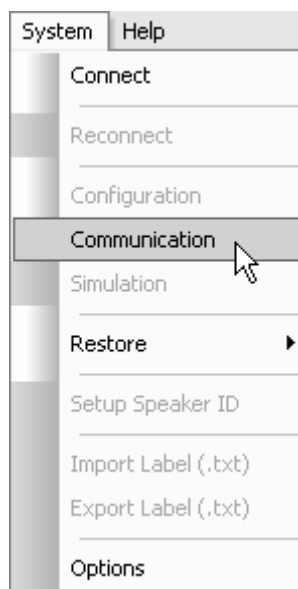 System Help
Connect
Reconnect
Configuration
Communication
Simulation
Restore
Setup Speaker ID
Import Label (.txt)
Export Label (.txt)
Options